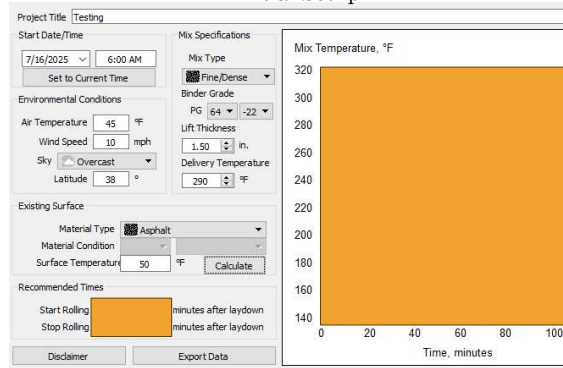 Project Title Testing
Start Date/Time
7/16/2025 6:00 AM
Set to Current Time
Environmental Conditions
Air Temperature 45 ºF
Wind Speed 10 mph
Sky Overcast
Latitude 38 °
Mix Specifications
Mix Type
Fine/Dense
Binder Grade
PG 64 -22
Lift Thickness
1.50 in.
Delivery Temperature
290 ºF
Existing Surface
Material Type Asphalt
Material Condition
Surface Temperature 50 ºF Calculate
Recommended Times
Start Rolling minutes after laydown
Stop Rolling minutes after laydown
Disclaimer Export Data
Mix Temperature, °F
320
300
280
260
240
220
200
180
160
140
0 20 40 60 80 100
Time, minutes